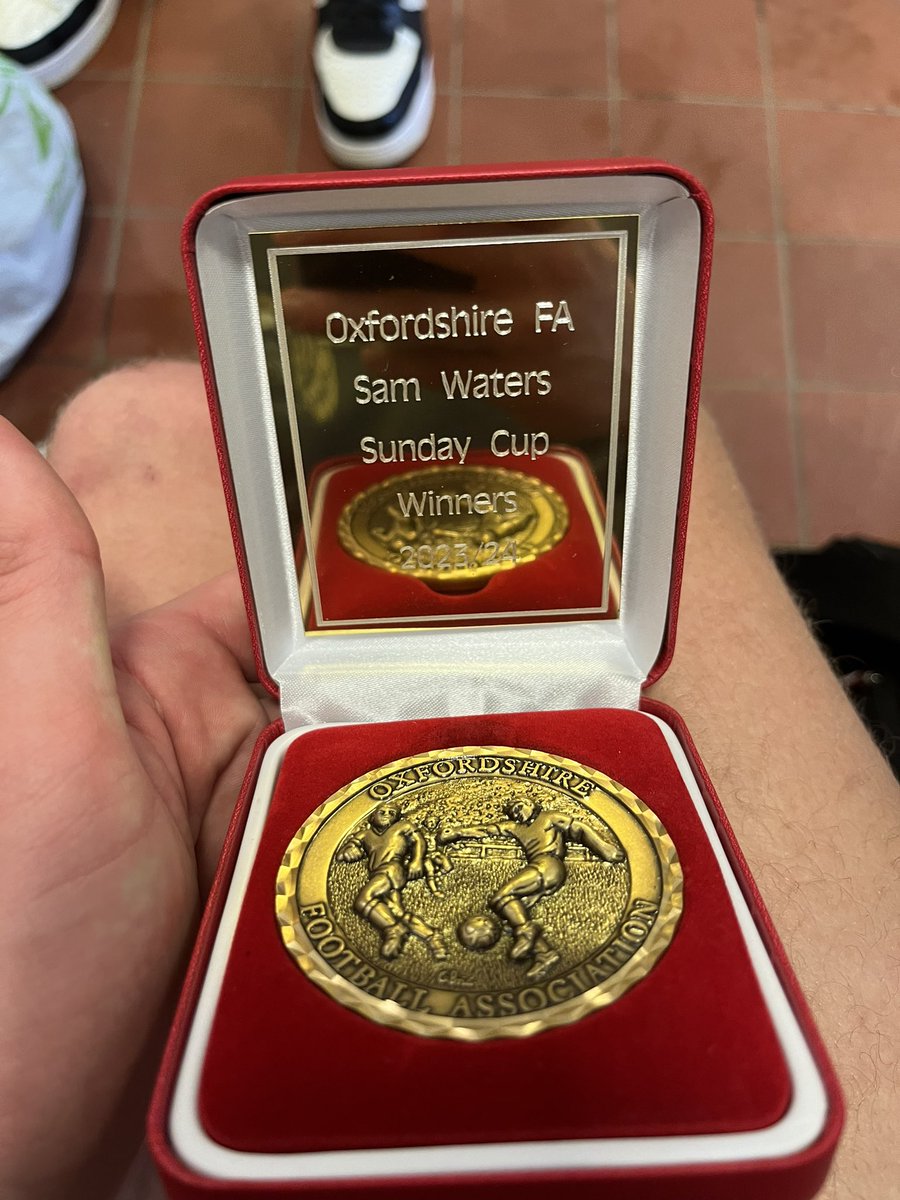 Oxfordshire FA
Sam Waters
Sunday Cup
Winners
2023/24
OXFORDSHIRE
FOOTBALL ASSOCIATION